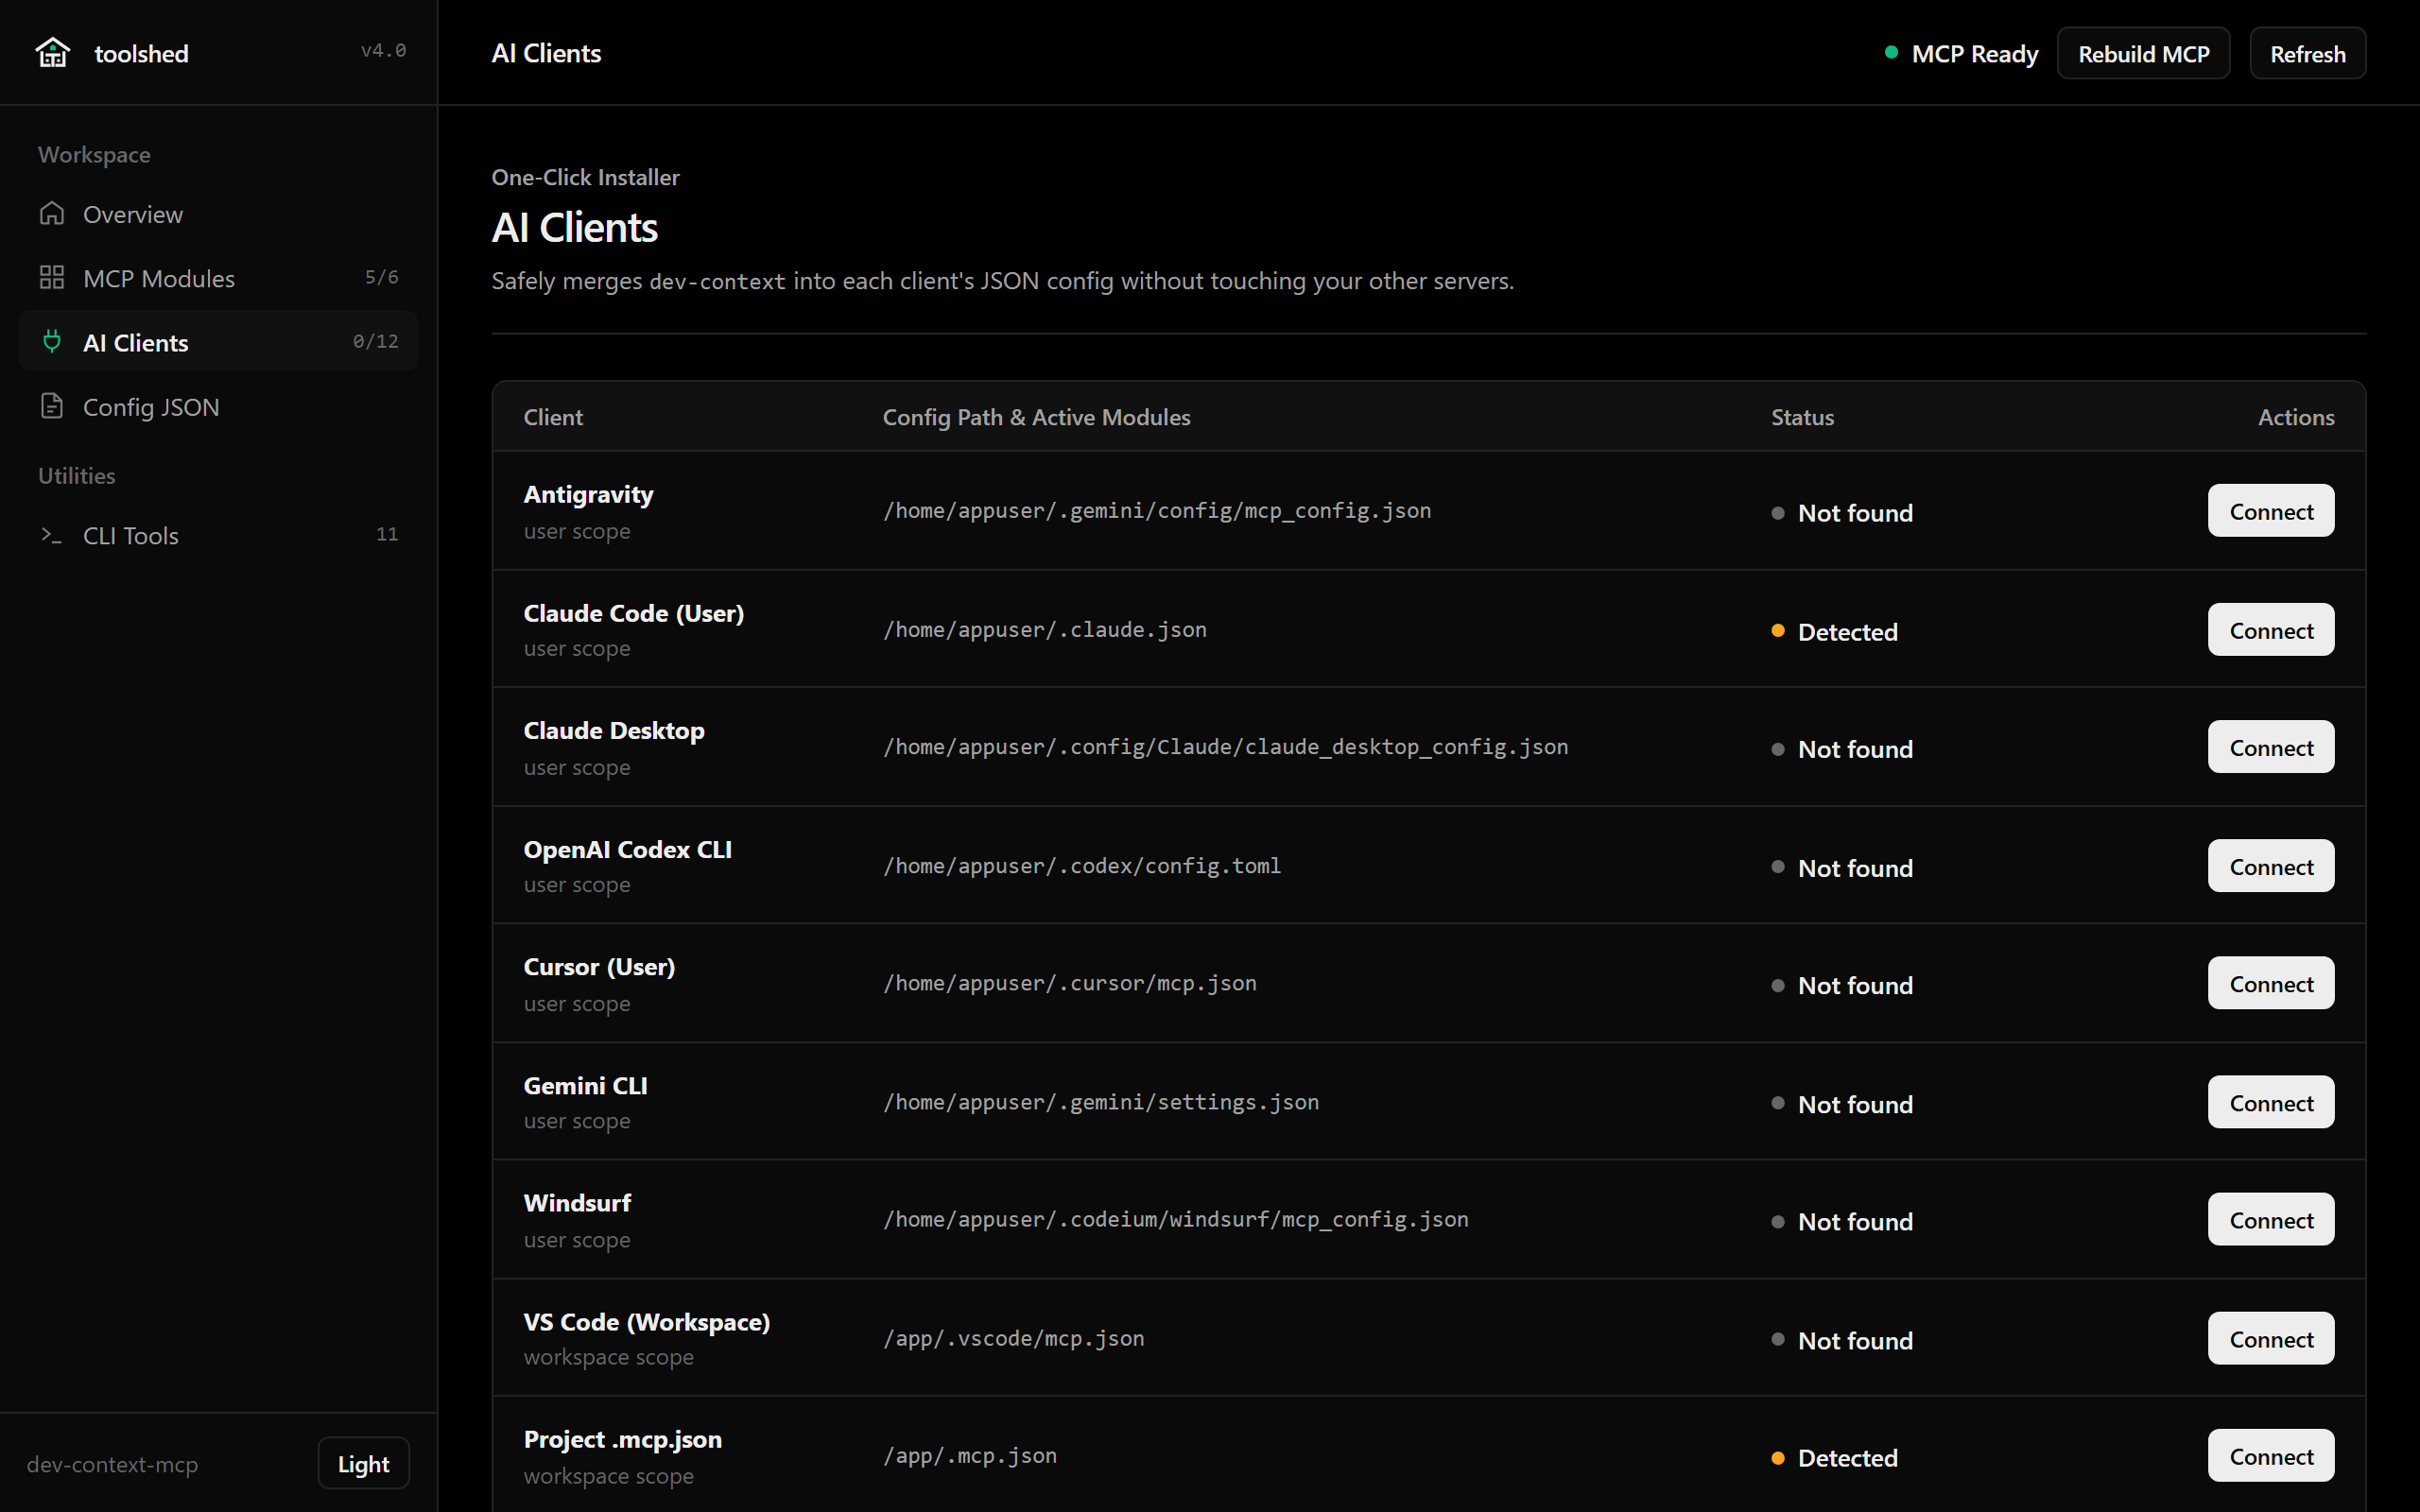 toolshed
v4.0
Workspace
Overview
MCP Modules
5/6
AI Clients
0/12
Config JSON
Utilities
CLI Tools
11
dev-context-mcp
Light
AI Clients
MCP Ready
Rebuild MCP
Refresh
One-Click Installer
AI Clients
Safely merges dev-context into each client's JSON config without touching your other servers.
Client
Config Path & Active Modules
Status
Actions
Antigravity
user scope
/home/appuser/.gemini/config/mcp_config.json
Not found
Connect
Claude Code (User)
user scope
/home/appuser/.claude.json
Detected
Connect
Claude Desktop
user scope
/home/appuser/.config/Claude/claude_desktop_config.json
Not found
Connect
OpenAI Codex CLI
user scope
/home/appuser/.codex/config.toml
Not found
Connect
Cursor (User)
user scope
/home/appuser/.cursor/mcp.json
Not found
Connect
Gemini CLI
user scope
/home/appuser/.gemini/settings.json
Not found
Connect
Windsurf
user scope
/home/appuser/.codeium/windsurf/mcp_config.json
Not found
Connect
VS Code (Workspace)
workspace scope
/app/.vscode/mcp.json
Not found
Connect
Project .mcp.json
workspace scope
/app/.mcp.json
Detected
Connect